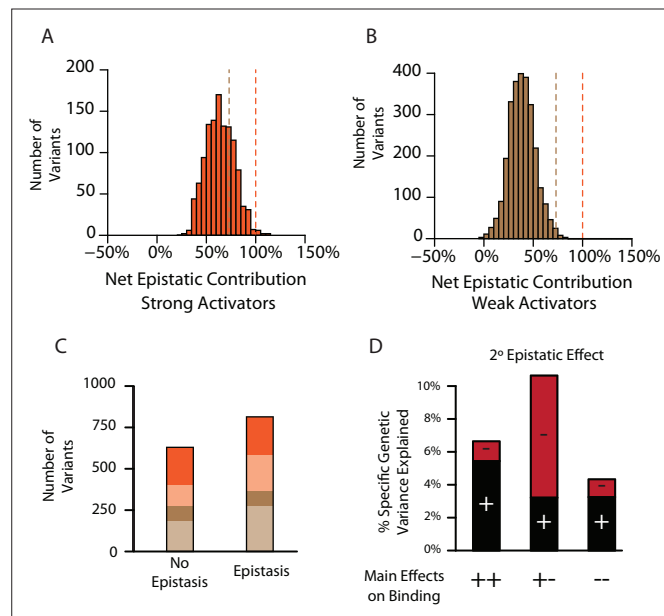 A
200
150
100
50
0
Number of
Variants
−50%
0%
50%
100%
150%
Net Epistatic Contribution
Strong Activators
B
400
300
200
100
0
Number of
Variants
−50%
0%
50%
100%
150%
Net Epistatic Contribution
Weak Activators
C
1000
750
500
250
0
Number of
Variants
No
Epistasis
Epistasis
D
2º Epistatic Effect
10%
8%
6%
4%
2%
0%
% Specific Genetic
Variance Explained
- + - + - +
Main Effects
on Binding
++ +- --